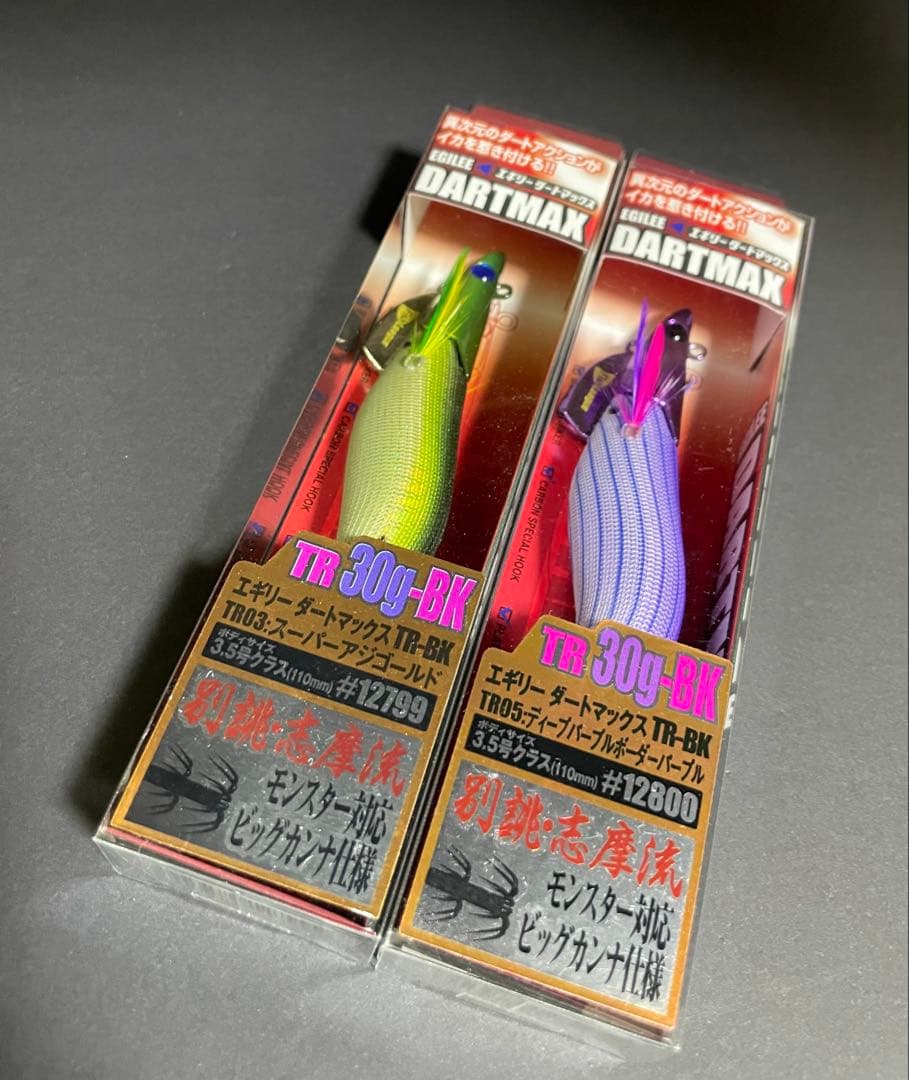 異次元のダートアクションが
イカを惹き付ける!!
EGILEE エギリー ダートマックス
DARTMAX
CARBON SPECIAL HOOK
TR 30g-BK
エギリー ダートマックス TR-BK
TR03:スーパーアジゴールド
ボディサイズ
3.5号クラス(110mm) #12799
別誂・志摩流
モンスター対応
ビッグカンナ仕様
異次元のダートアクションが
イカを惹き付ける!!
EGILEE エギリー ダートマックス
DARTMAX
CARBON SPECIAL HOOK
TR 30g-BK
エギリー ダートマックス TR-BK
TR05:ディープパープルボーダーパープル
ボディサイズ
3.5号クラス(110mm) #12800
別誂・志摩流
モンスター対応
ビッグカンナ仕様